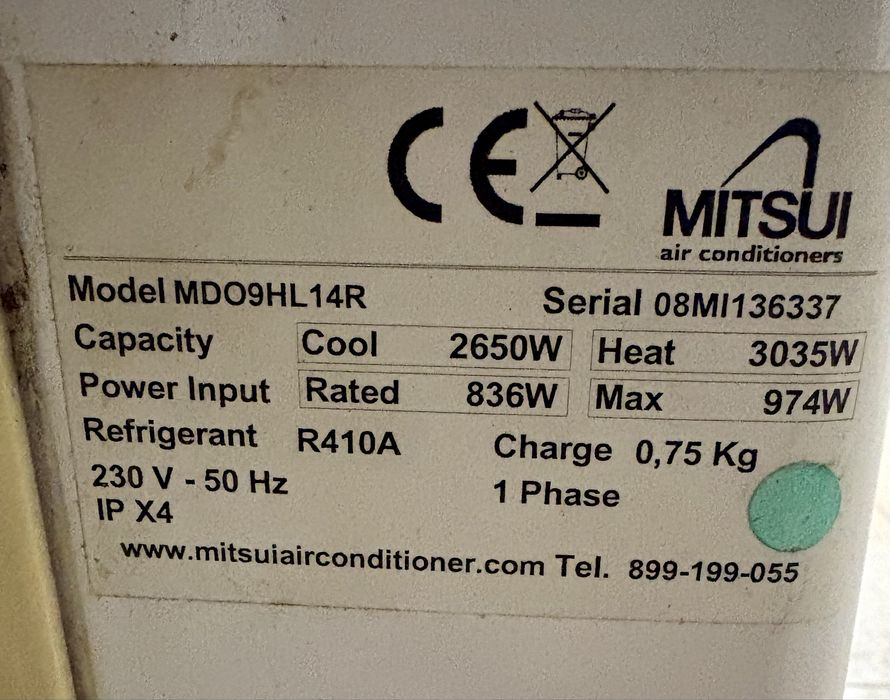 CE
MITSUI
air conditioners
Model MDO9HL14R Serial 08MI136337
Capacity Cool 2650W Heat 3035W
Power Input Rated 836W Max 974W
Refrigerant R410A Charge 0,75 Kg
230 V - 50 Hz 1 Phase
IP X4
www.mitsuiairconditioner.com Tel. 899-199-055